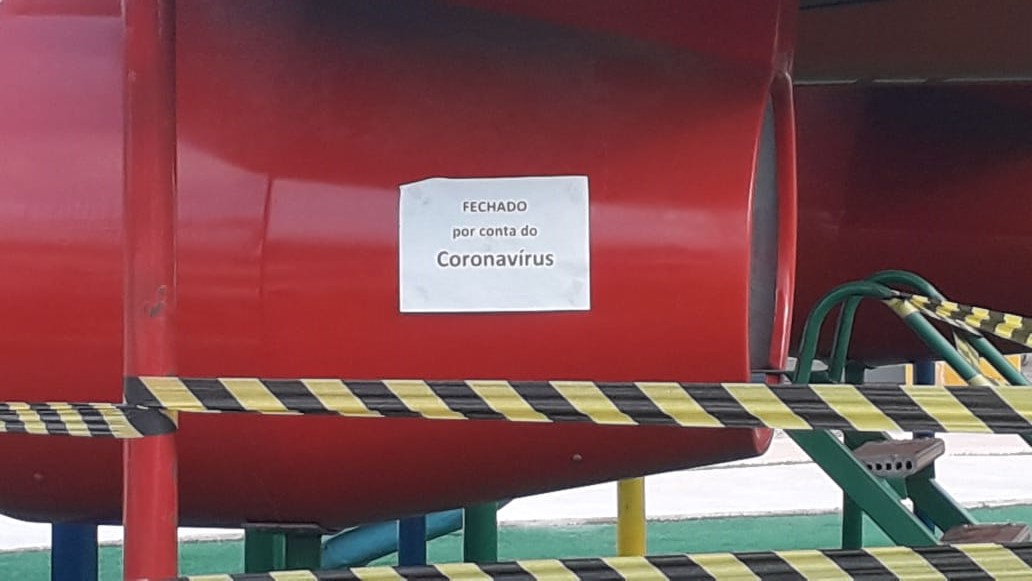 FECHADO
por conta do
Coronavírus